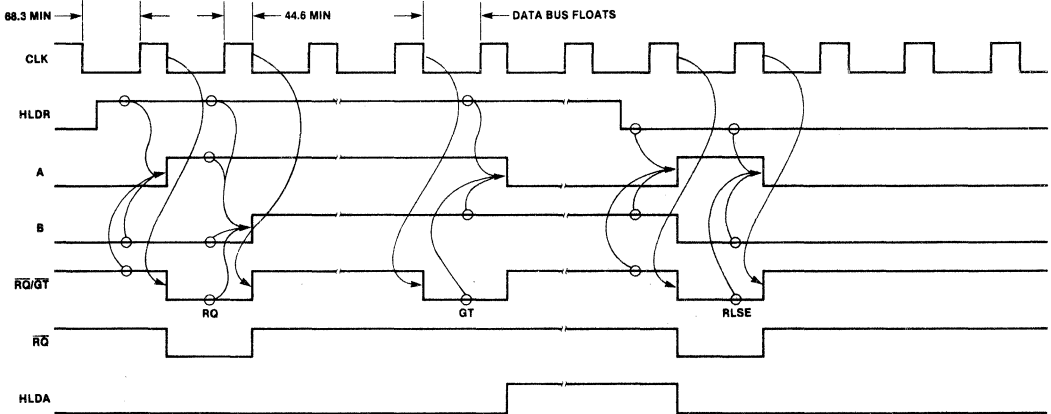 68.3 MIN
44.6 MIN
DATA BUS FLOATS
CLK
HLDR
A
B
RQ/GT
RQ
GT
RLSE
RQ
HLDA